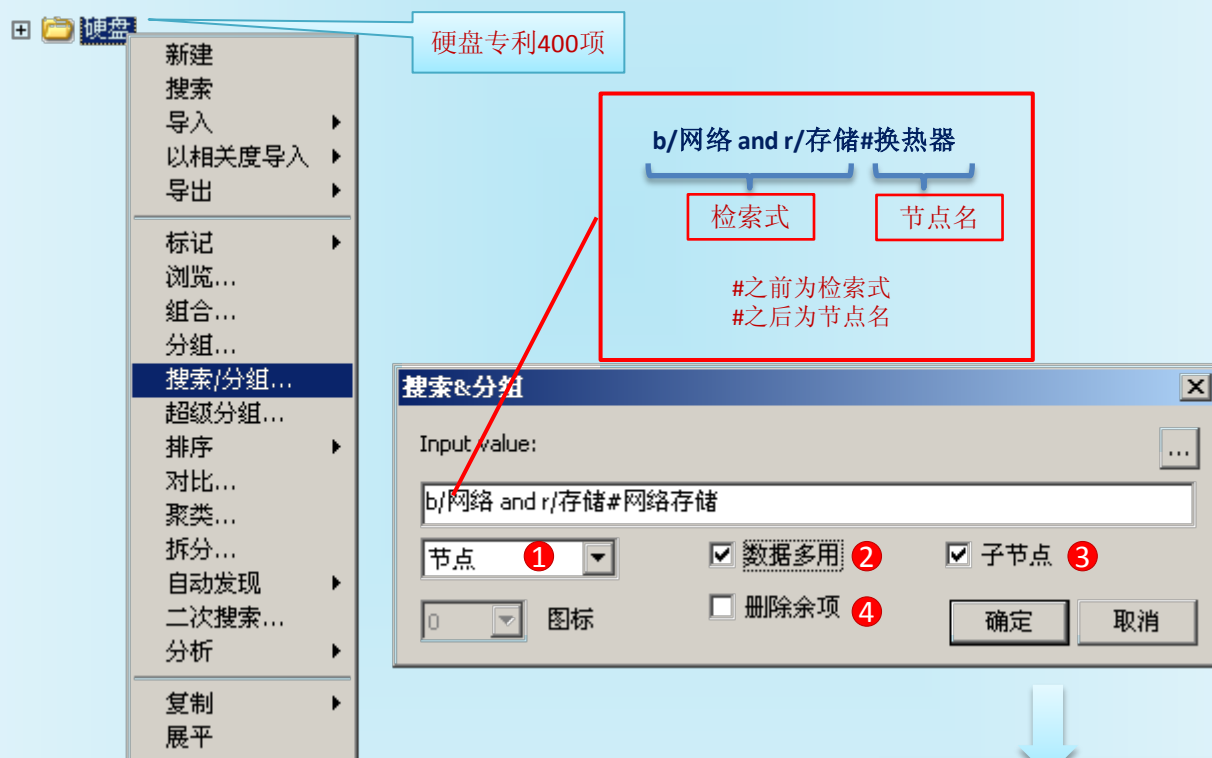 硬盘
硬盘专利400项
新建
搜索
导入
以相关度导入
导出
标记
浏览...
组合...
分组...
搜索/分组...
超级分组...
排序
对比...
聚类...
拆分...
自动发现
二次搜索...
分析
复制
展平
b/网络 and r/存储#换热器
检索式 节点名
#之前为检索式
#之后为节点名
搜索&分组
Input value:
...
b/网络 and r/存储#网络存储
节点 1 数据多用 2 子节点 3
0 图标 删除余项 4 确定 取消